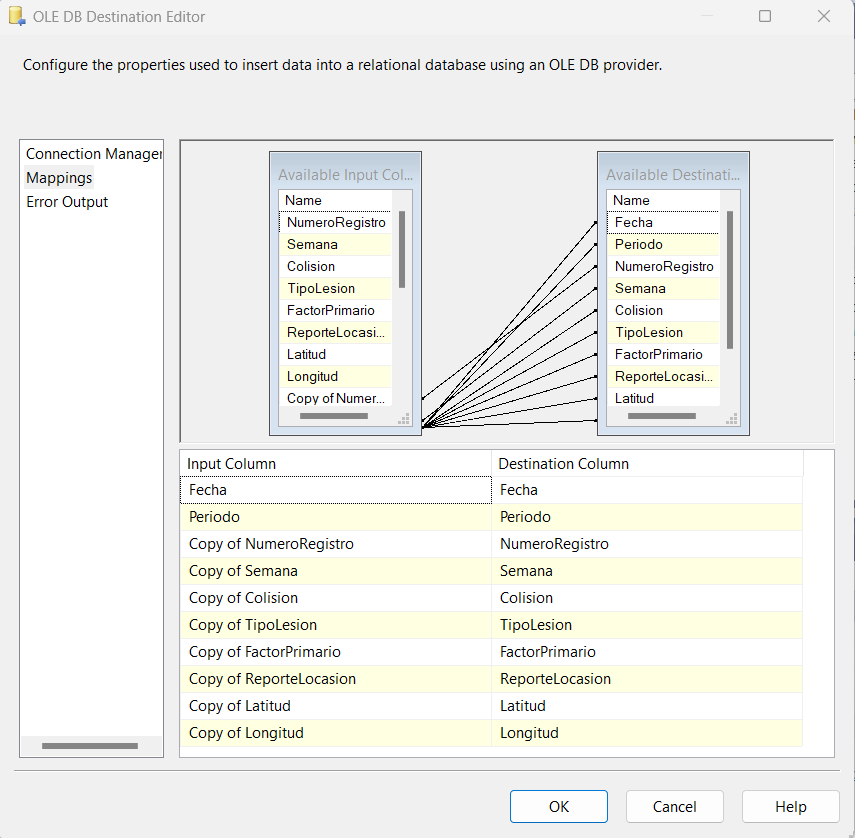 OLE DB Destination Editor
Configure the properties used to insert data into a relational database using an OLE DB provider.
Connection Manager
Mappings
Error Output
Available Input Col...
Name
NumeroRegistro
Semana
Colision
TipoLesion
FactorPrimario
ReporteLocasi...
Latitud
Longitud
Copy of Numer...
Available Destinati...
Name
Fecha
Periodo
NumeroRegistro
Semana
Colision
TipoLesion
FactorPrimario
ReporteLocasi...
Latitud
Input Column Destination Column
Fecha Fecha
Periodo Periodo
Copy of NumeroRegistro NumeroRegistro
Copy of Semana Semana
Copy of Colision Colision
Copy of TipoLesion TipoLesion
Copy of FactorPrimario FactorPrimario
Copy of ReporteLocasion ReporteLocasion
Copy of Latitud Latitud
Copy of Longitud Longitud
OK Cancel Help